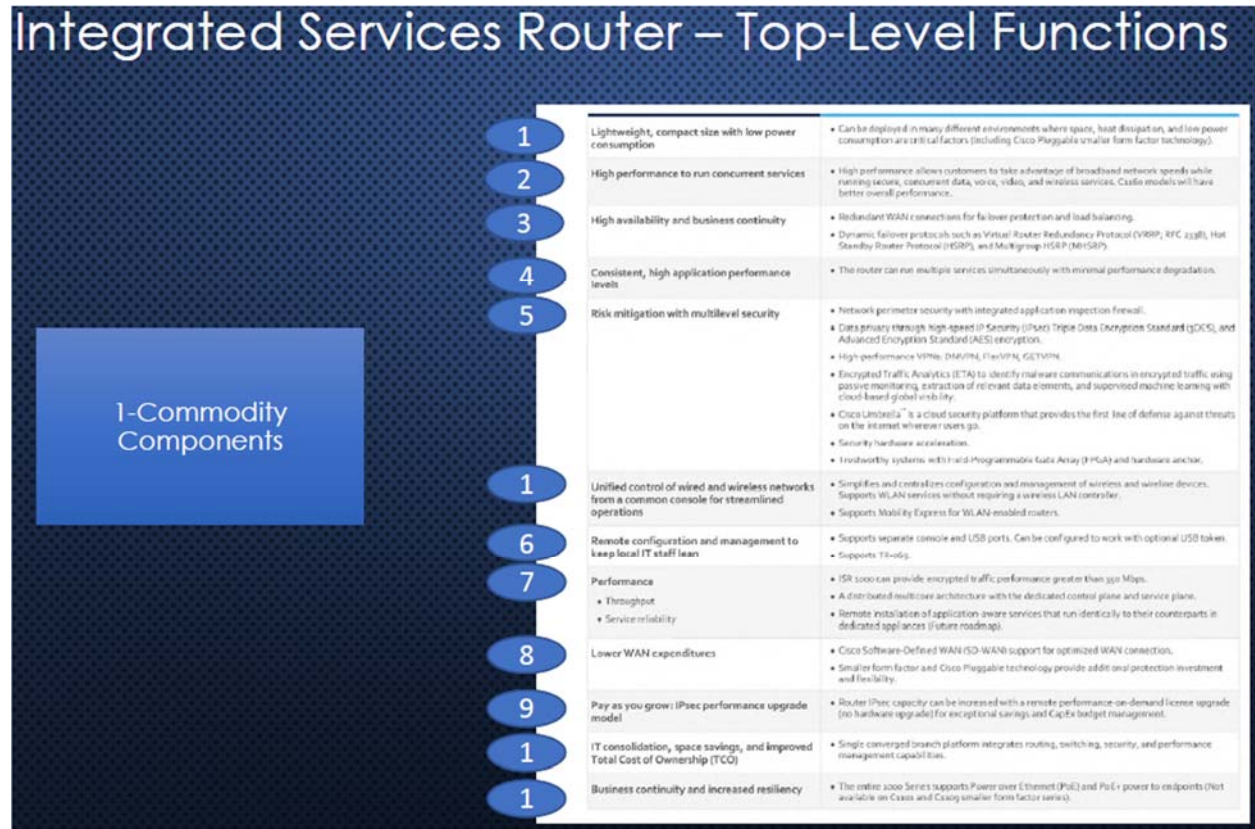 Integrated Services Router – Top-Level Functions
1-Commodity
Components
1
Lightweight, compact size with low power
consumption
• Can be deployed in many different environments where space, heat dissipation, and low power
consumption are critical factors (including Cisco Pluggable smaller form factor technology).
2
High performance to run concurrent services
• High performance allows customers to take advantage of broadband network speeds while
running secure, concurrent data, voice, video, and wireless services. C1160 models will have
better overall performance.
3
High availability and business continuity
• Redundant WAN connections for failover protection and load balancing.
• Dynamic failover protocols such as Virtual Router Redundancy Protocol (VRRP; RFC 2338), Hot
Standby Router Protocol (HSRP), and Multigroup HSRP (MHSRP).
4
Consistent, high application performance
levels
• The router can run multiple services simultaneously with minimal performance degradation.
5
Risk mitigation with multilevel security
• Network perimeter security with integrated application inspection firewall.
• Data privacy through high-speed IP Security (IPsec) Triple Data Encryption Standard (3DES), and
Advanced Encryption Standard (AES) encryption.
• High-performance VPNs: DMVPN, FlexVPN, GETVPN.
• Encrypted Traffic Analytics (ETA) to identify malware communications in encrypted traffic using
passive monitoring, extraction of relevant data elements, and supervised machine learning with
cloud-based global visibility.
• Cisco Umbrella™ is a cloud security platform that provides the first line of defense against threats
on the internet wherever users go.
• Security hardware acceleration.
• Trustworthy systems with Field-Programmable Gate Array (FPGA) and hardware anchor.
1
Unified control of wired and wireless networks
from a common console for streamlined
operations
• Simplifies and centralizes configuration and management of wireless and wireline devices.
Supports WLAN services without requiring a wireless LAN controller.
• Supports Mobility Express for WLAN-enabled routers.
6
Remote configuration and management to
keep local IT staff lean
• Supports separate console and USB ports. Can be configured to work with optional USB token.
• Supports TR-069.
7
Performance
• Throughput
• Service reliability
• ISR 1000 can provide encrypted traffic performance greater than 350 Mbps.
• A distributed multicore architecture with the dedicated control plane and service plane.
• Remote installation of application-aware services that run identically to their counterparts in
dedicated appliances (Future roadmap).
8
Lower WAN expenditures
• Cisco Software-Defined WAN (SD-WAN) support for optimized WAN connection.
• Smaller form factor and Cisco Pluggable technology provide additional protection investment
and flexibility.
9
Pay as you grow: IPsec performance upgrade
model
• Router IPsec capacity can be increased with a remote performance-on-demand license upgrade
(no hardware upgrade) for exceptional savings and CapEx budget management.
1
IT consolidation, space savings, and improved
Total Cost of Ownership (TCO)
• Single converged branch platform integrates routing, switching, security, and performance
management capabilities.
1
Business continuity and increased resiliency
• The entire 1000 Series supports Power over Ethernet (PoE) and PoE+ power to endpoints (Not
available on and smaller form factor series).